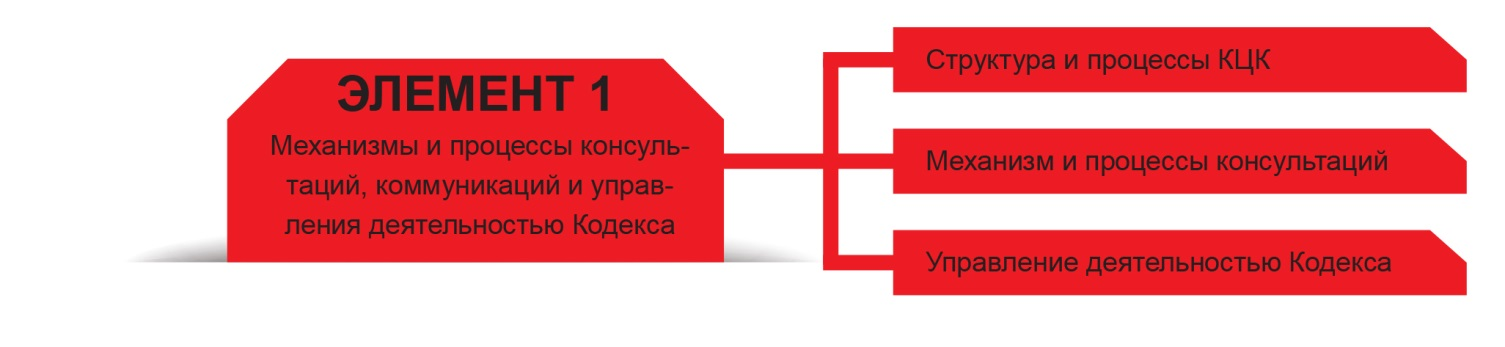 ЭЛЕМЕНТ 1
Механизмы и процессы консуль-
таций, коммуникаций и управ-
ления деятельностью Кодекса
Структура и процессы КЦК
Механизм и процессы консультаций
Управление деятельностью Кодекса